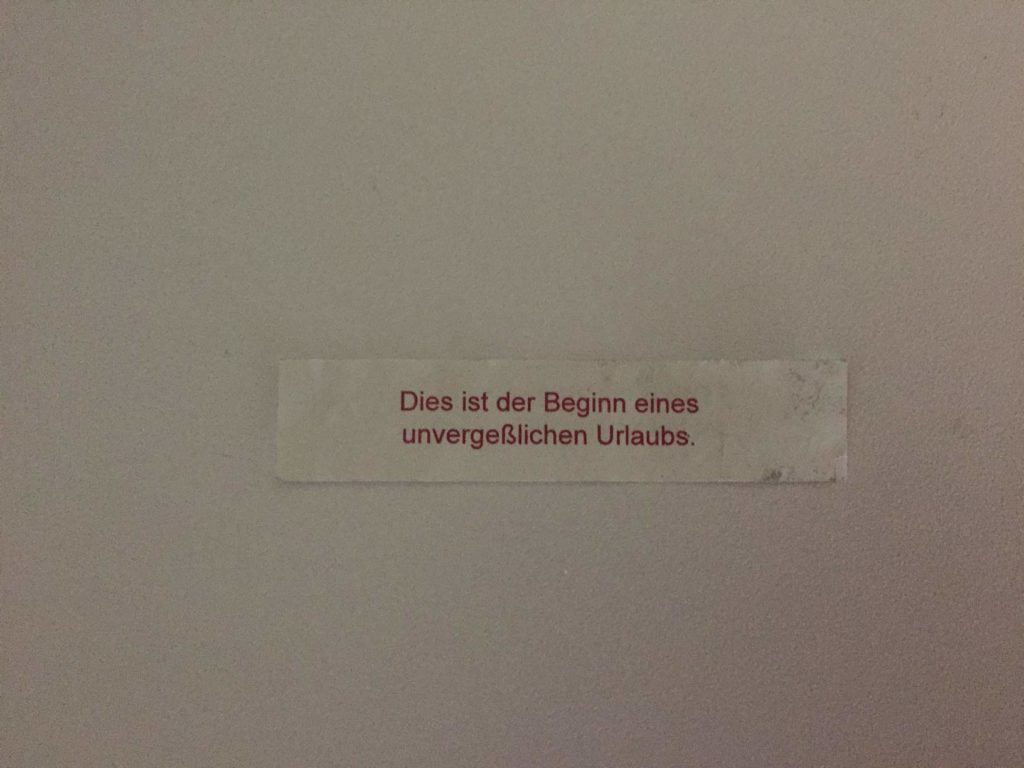 Dies ist der Beginn eines
unvergeßlichen Urlaubs.